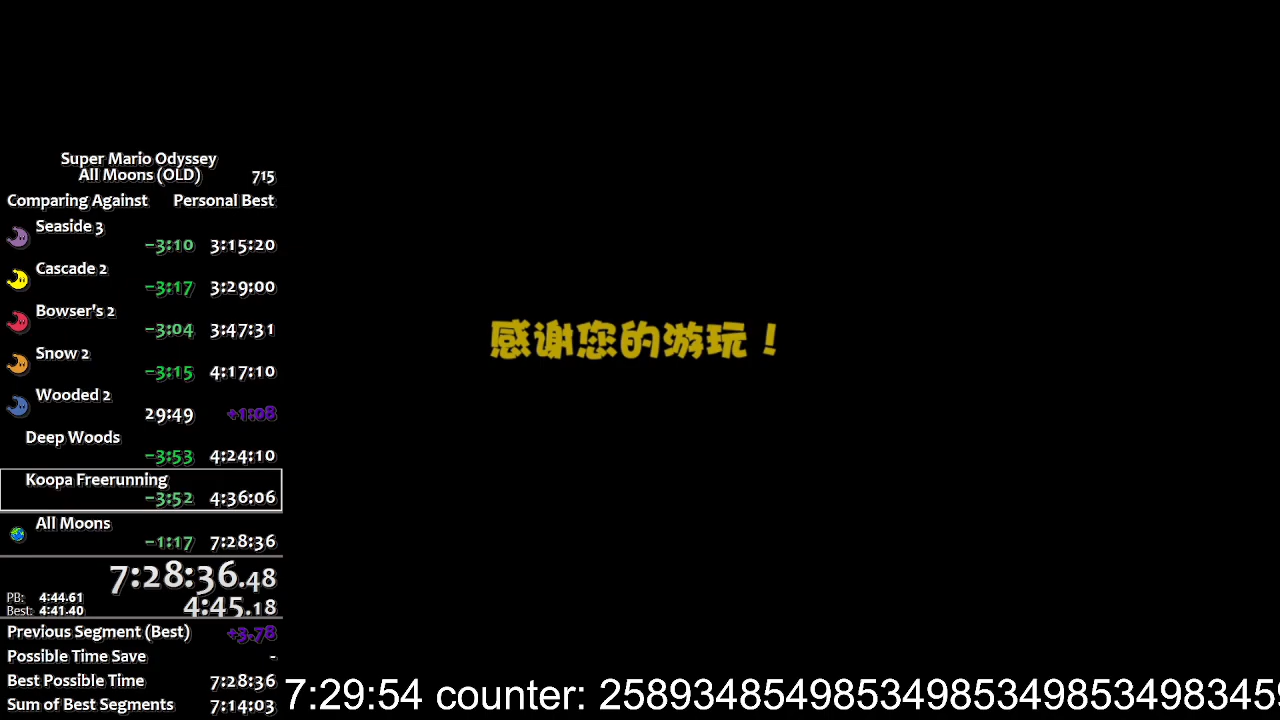 Super Mario Odyssey
All Moons (OLD) 715
Comparing Against Personal Best
Seaside 3
-3:10 3:15:20
Cascade 2
-3:17 3:29:00
Bowser's 2
-3:04 3:47:31
Snow 2
-3:15 4:17:10
Wooded 2
29:49 +1:08
Deep Woods
-3:53 4:24:10
Koopa Freerunning
-3:52 4:36:06
All Moons
-1:17 7:28:36
7:28:36.48
PB: 4:44.61
Best: 4:41.40
4:45.18
Previous Segment (Best) +3.78
Possible Time Save -
Best Possible Time 7:28:36
Sum of Best Segments 7:14:03
感谢您的游玩！
7:29:54 counter: 258934854985349853498534983459